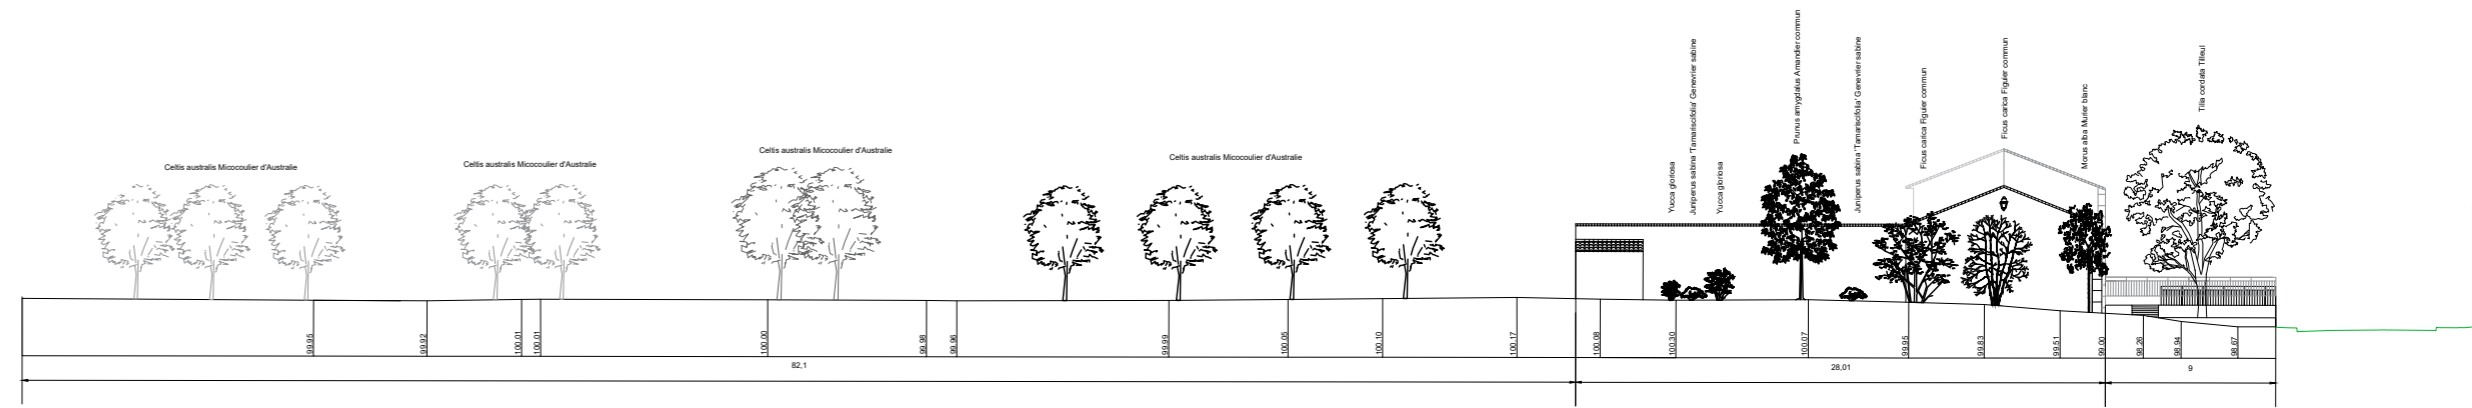 Celtis australis Micocoulier d'Australie
Celtis australis Micocoulier d'Australie
Celtis australis Micocoulier d'Australie
Celtis australis Micocoulier d'Australie
Yucca gloriosa
Juniperus sabina 'Tamariscifolia' Genevrier sabine
Yucca gloriosa
Prunus amygdalus Amandier commun
Juniperus sabina 'Tamariscifolia' Genevrier sabine
Ficus carica Figuier commun
Ficus carica Figuier commun
Morus alba Murier blanc
Tilia cordata Tilleul
99.95
99.92
100.01
100.01
100.00
99.98
99.96
99.99
100.05
100.10
100.17
100.08
100.30
100.07
99.95
99.83
99.51
99.00
98.26
98.94
98.67
82,1
28,01
9